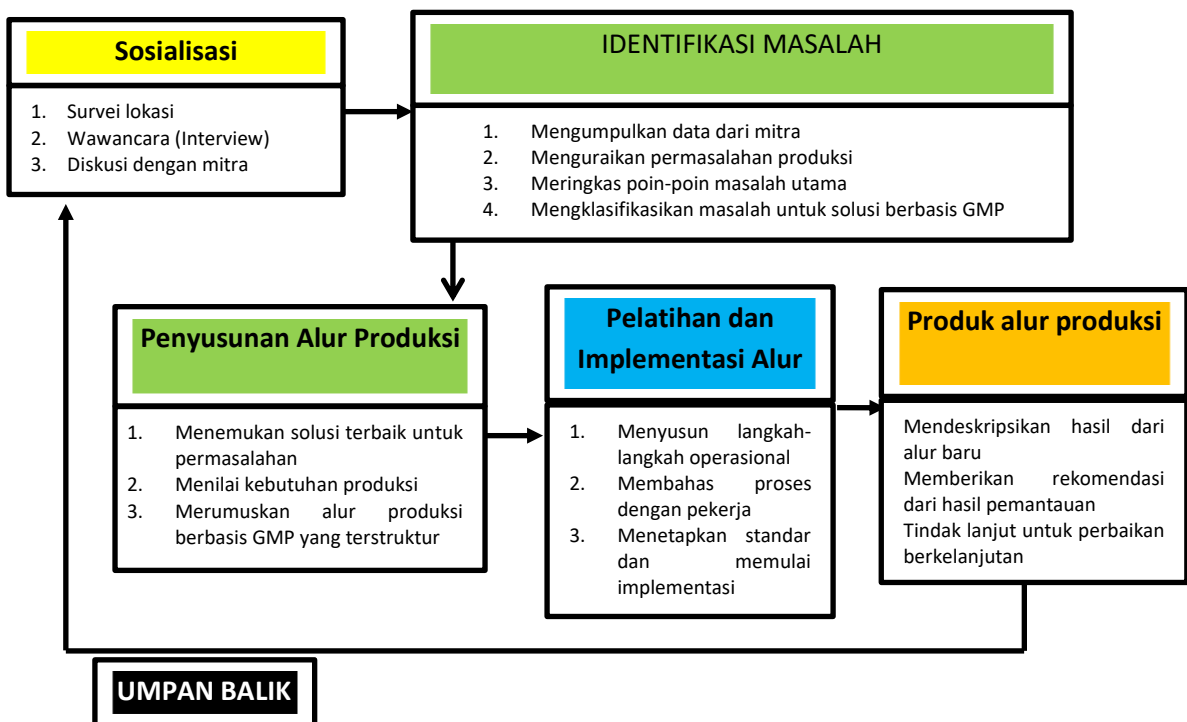 Sosialisasi
1. Survei lokasi
2. Wawancara (Interview)
3. Diskusi dengan mitra
IDENTIFIKASI MASALAH
1. Mengumpulkan data dari mitra
2. Menguraikan permasalahan produksi
3. Meringkas poin-poin masalah utama
4. Mengklasifikasikan masalah untuk solusi berbasis GMP
Penyusunan Alur Produksi
1. Menemukan solusi terbaik untuk
permasalahan
2. Menilai kebutuhan produksi
3. Merumuskan alur produksi
berbasis GMP yang terstruktur
Pelatihan dan
Implementasi Alur
1. Menyusun langkah-
langkah operasional
2. Membahas proses
dengan pekerja
3. Menetapkan standar
dan memulai
implementasi
Produk alur produksi
Mendeskripsikan hasil dari
alur baru
Memberikan rekomendasi
dari hasil pemantauan
Tindak lanjut untuk perbaikan
berkelanjutan
UMPAN BALIK